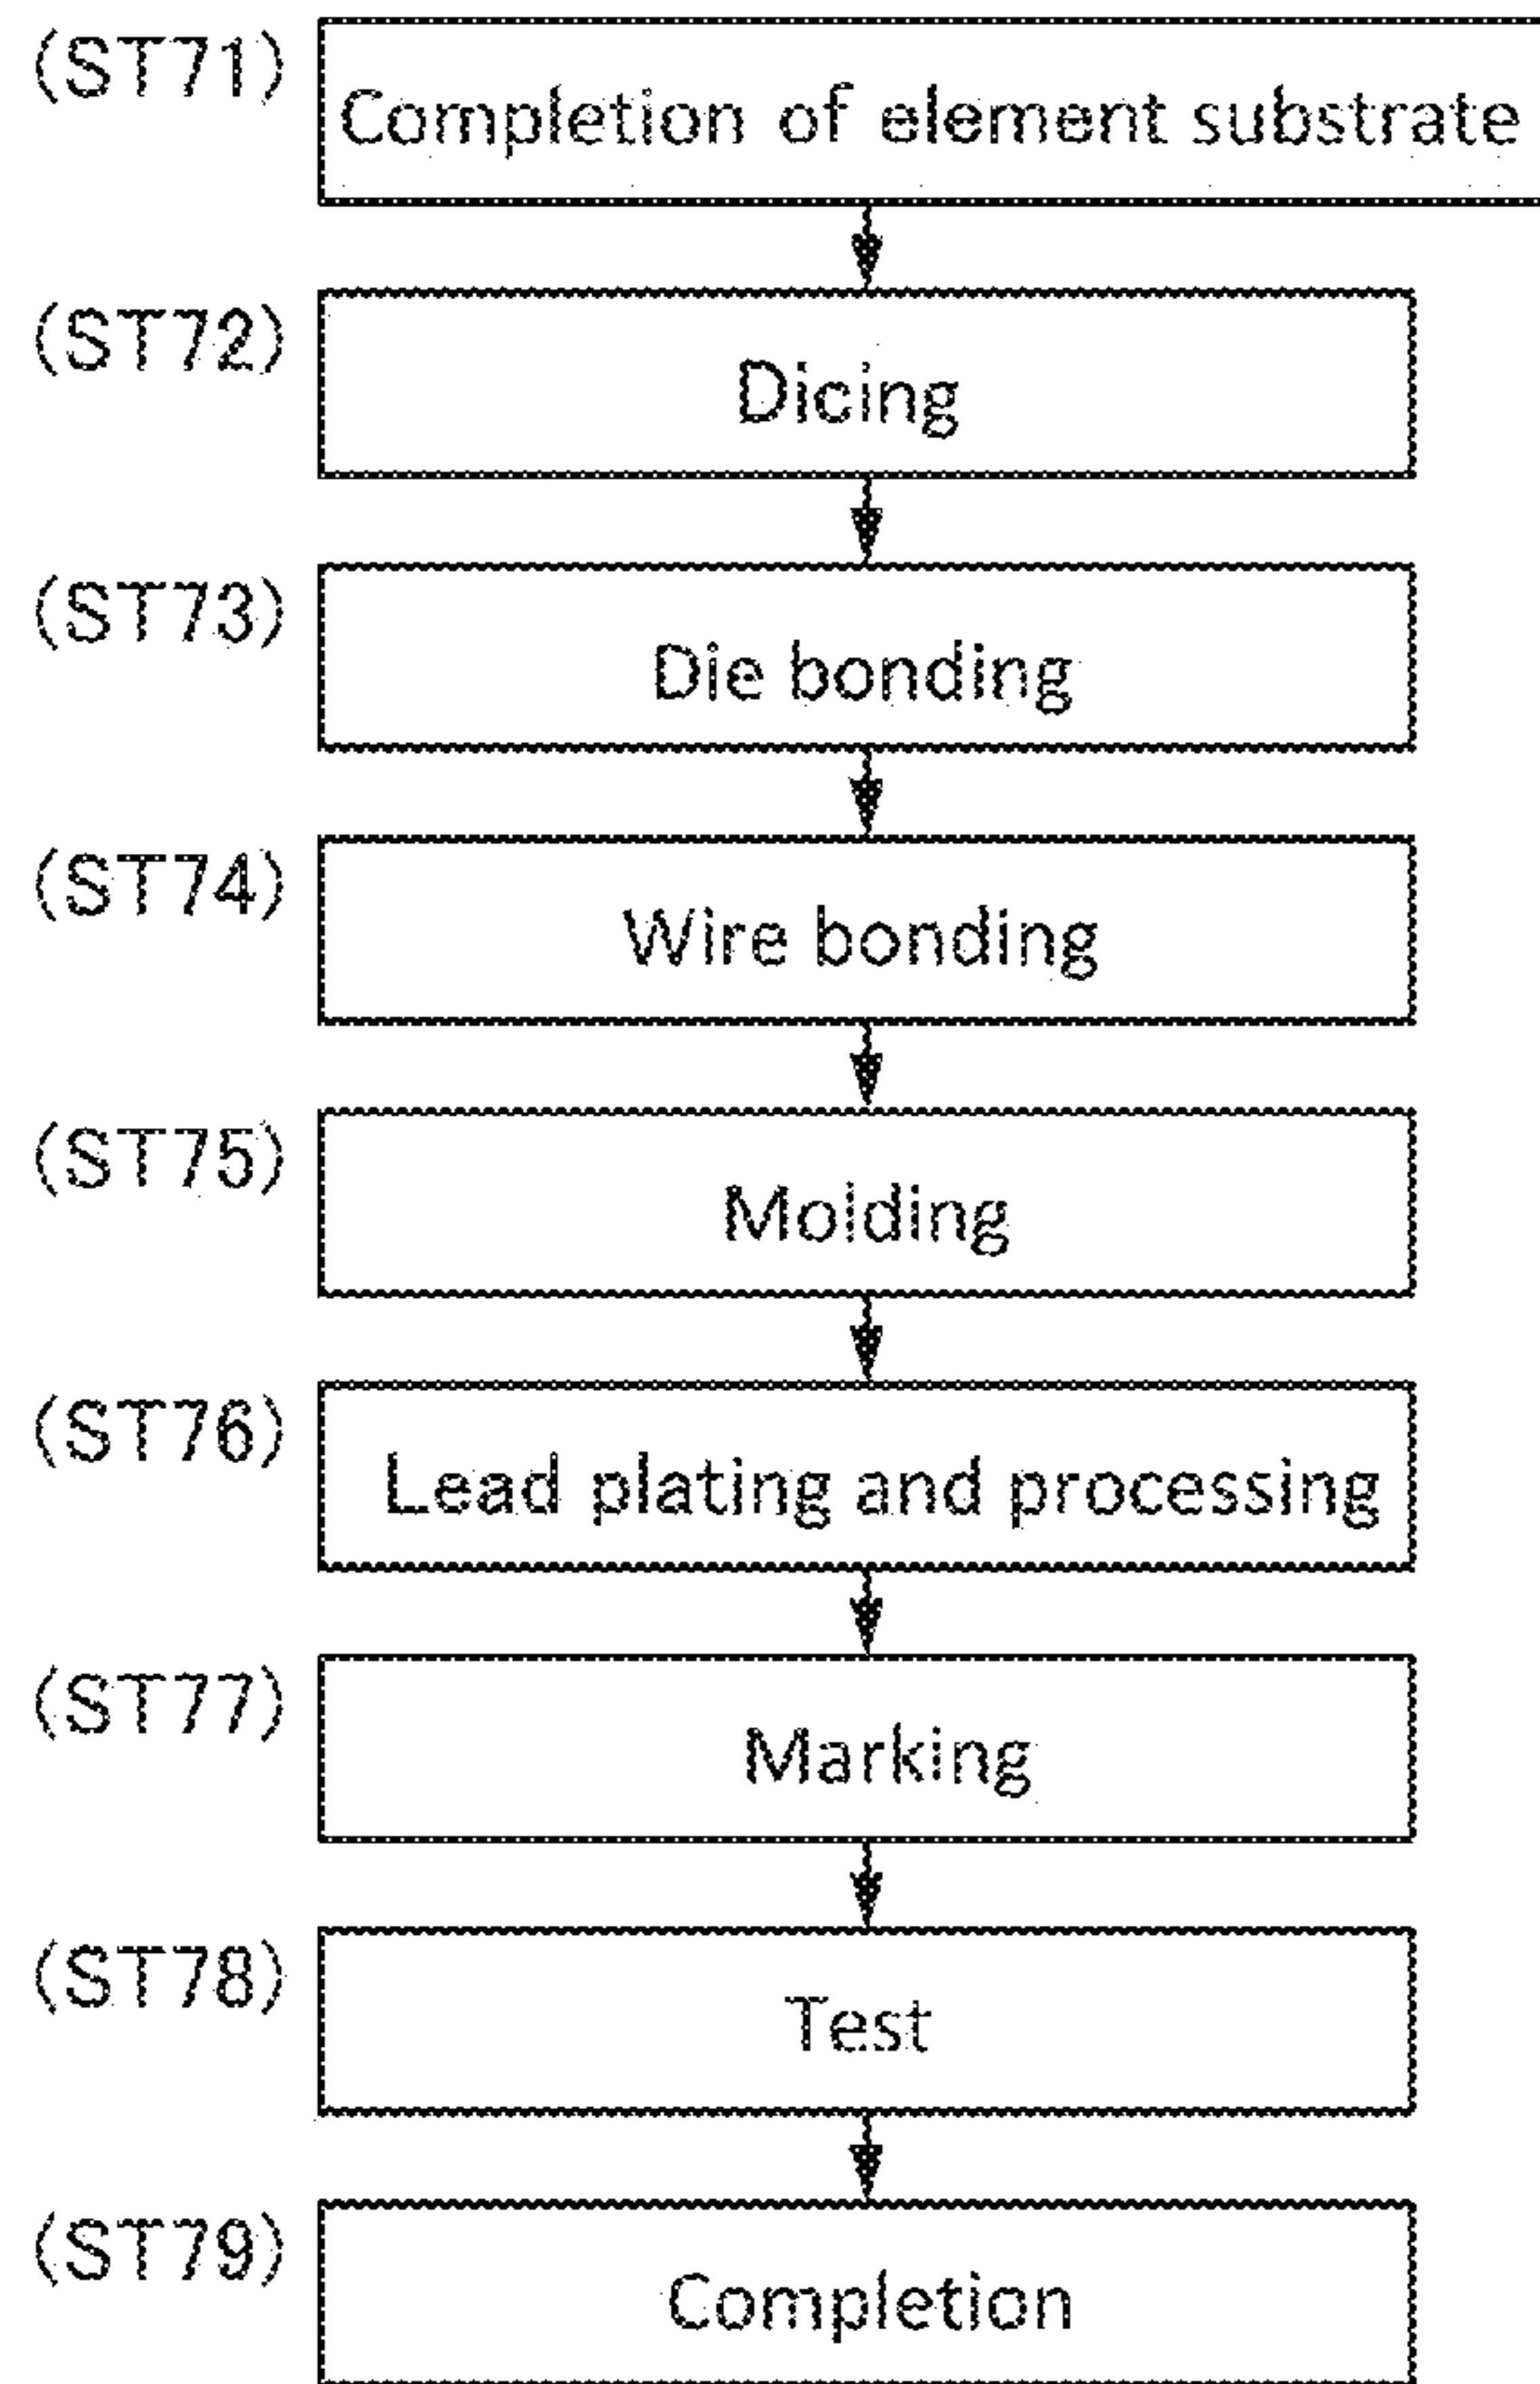 (ST71) Completion of element substrate
(ST72) Dicing
(ST73) Die bonding
(ST74) Wire bonding
(ST75) Molding
(ST76) Lead plating and processing
(ST77) Marking
(ST78) Test
(ST79) Completion